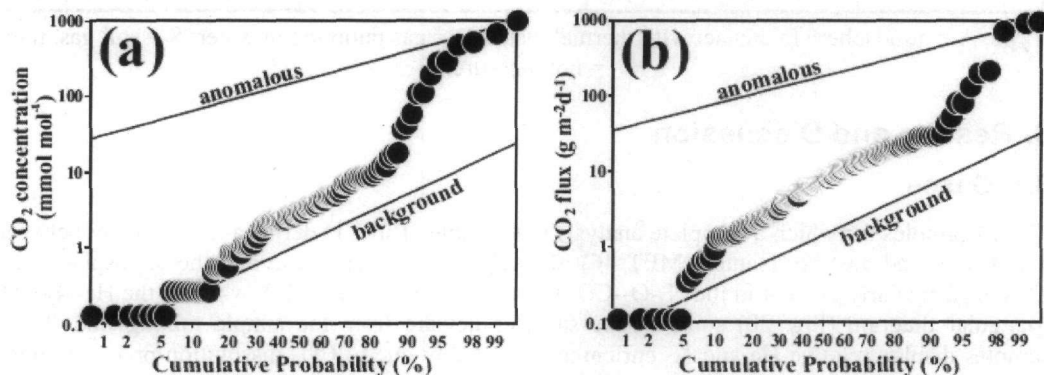 (a)
1000
100
10
1
0.1
CO2 concentration
(mmol mol-1)
anomalous
background
1 2 5 10 20 30 40 50 60 70 80 90 95 98 99
Cumulative Probability (%)
(b)
1000
100
10
1
0.1
CO2 flux (g m-2d-1)
anomalous
background
1 2 5 10 20 30 40 50 60 70 80 90 95 98 99
Cumulative Probability (%)